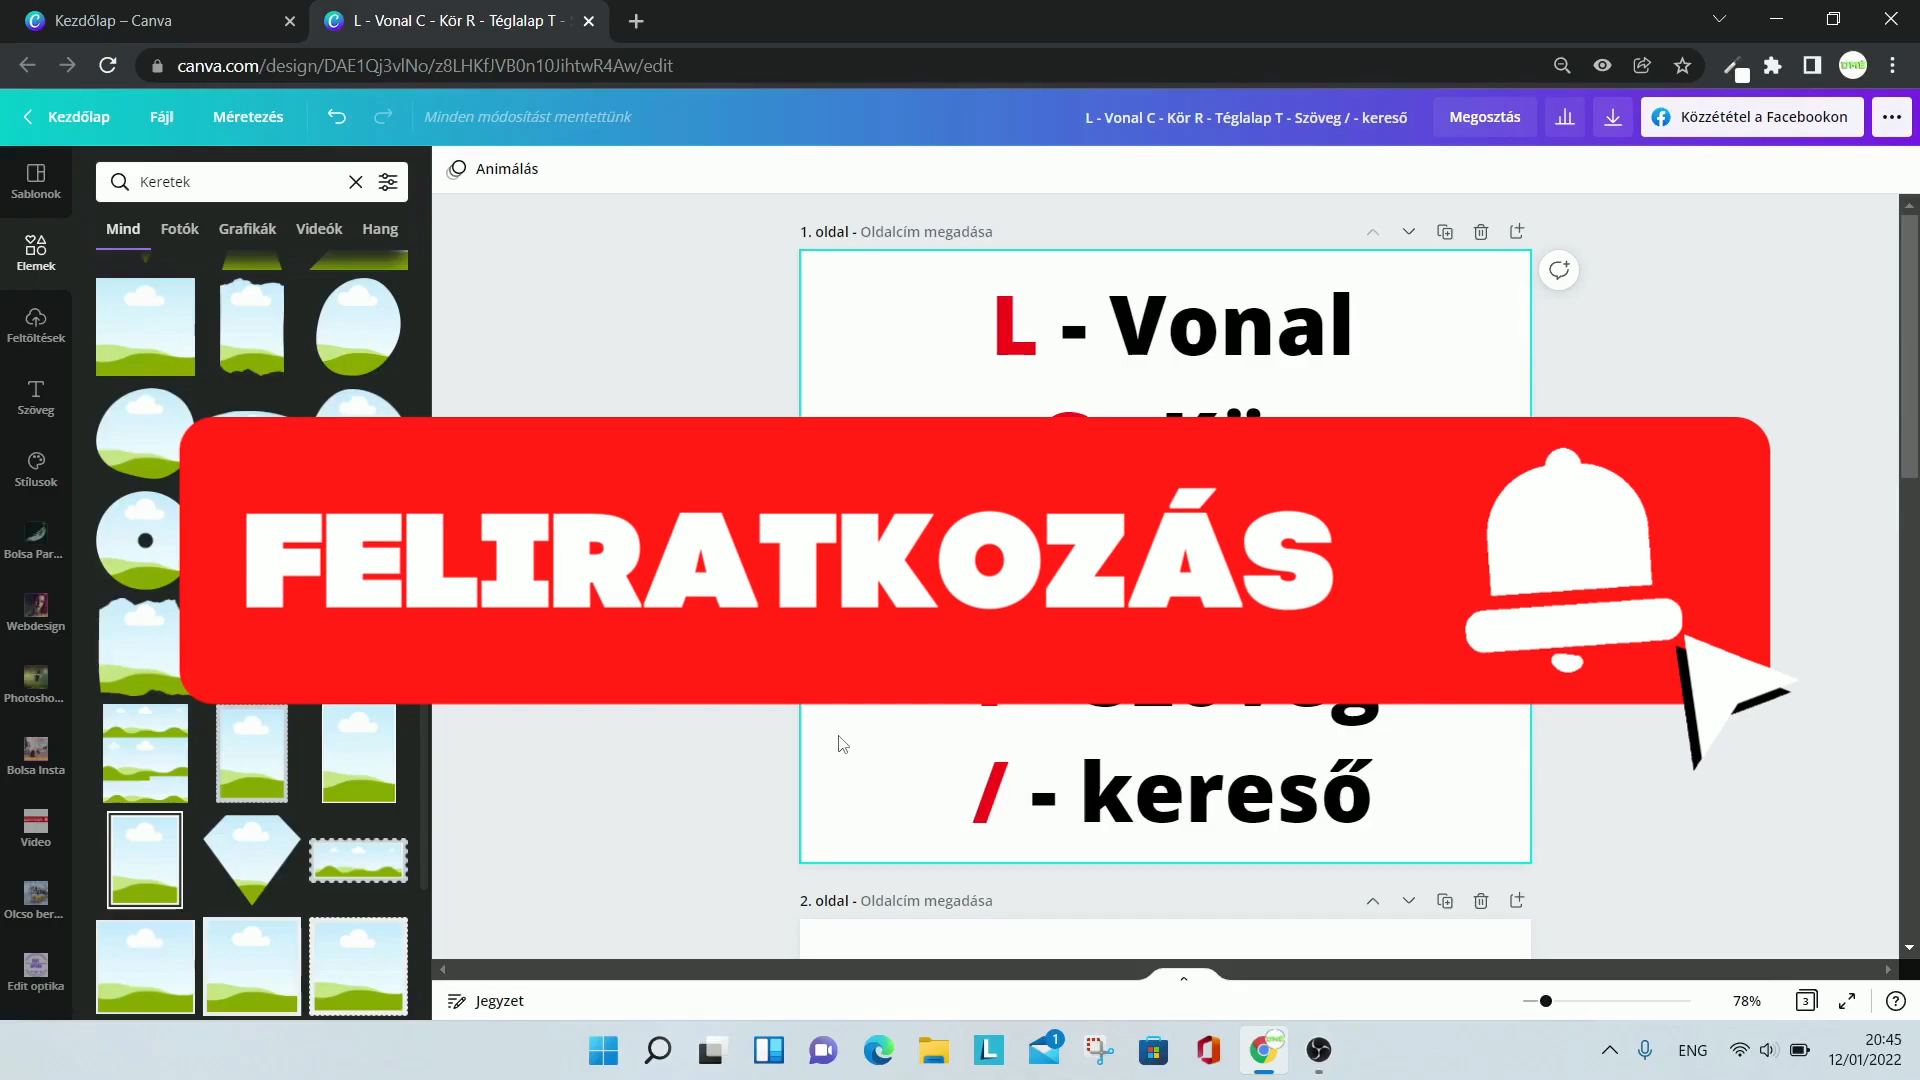 Kezdőlap – Canva
L - Vonal C - Kör R - Téglalap T -
canva.com/design/DAE1Qj3vlNo/z8LHKfJVB0n10JihtwR4Aw/edit
Kezdőlap
Fájl
Méretezés
Minden módosítást mentettünk
L - Vonal C - Kör R - Téglalap T - Szöveg / - kereső
Megosztás
Közzététel a Facebookon
Sablonok
Elemek
Feltöltések
Szöveg
Stílusok
Bolsa Par...
Webdesign
Photosho...
Bolsa Insta
Video
Olcso ber...
Edit optika
Keretek
Mind
Fotók
Grafikák
Videók
Hang
Animálás
1. oldal - Oldalcím megadása
L - Vonal
FELIRATKOZÁS
/ - kereső
2. oldal - Oldalcím megadása
Jegyzet
78%
3
1
ENG
20:45
12/01/2022